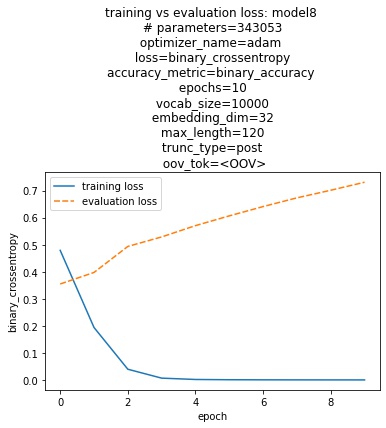 training vs evaluation loss: model8
# parameters=343053
optimizer_name=adam
loss=binary_crossentropy
accuracy_metric=binary_accuracy
epochs=10
vocab_size=10000
embedding_dim=32
max_length=120
trunc_type=post
oov_tok=<OOV>
training loss
evaluation loss
binary_crossentropy
0.7
0.6
0.5
0.4
0.3
0.2
0.1
0.0
0 2 4 6 8
epoch